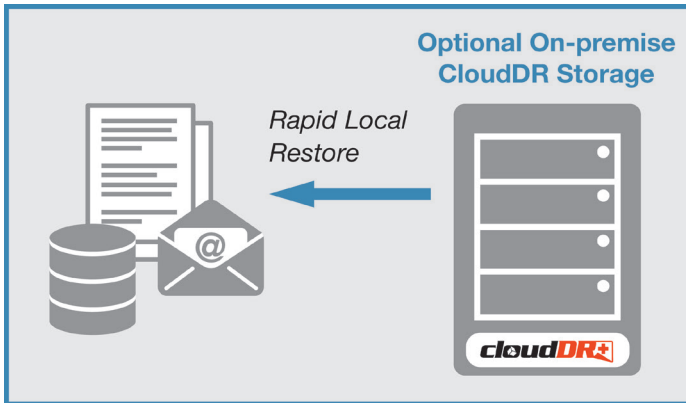 Optional On-premise
CloudDR Storage
Rapid Local
Restore
@
cloudDR